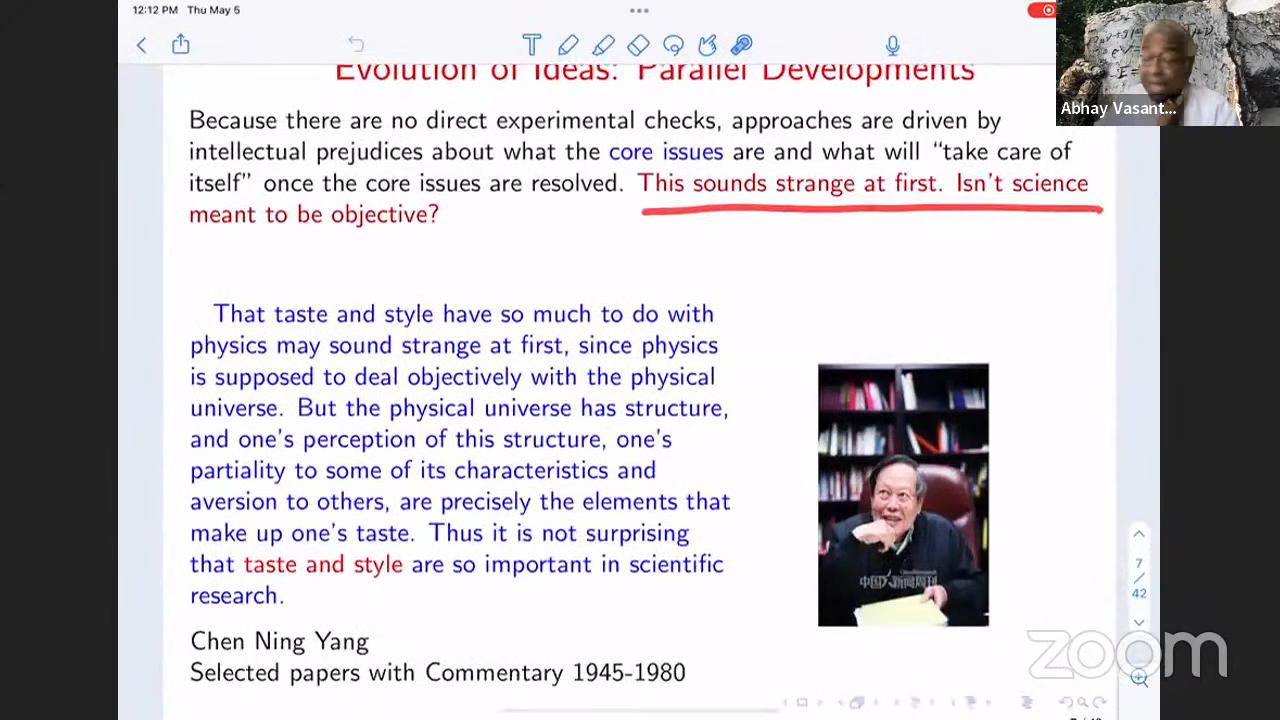 12:12 PM Thu May 5
Evolution of Ideas: Parallel Developments
Abhay Vasant...
Because there are no direct experimental checks, approaches are driven by
intellectual prejudices about what the core issues are and what will “take care of
itself” once the core issues are resolved. This sounds strange at first. Isn't science
meant to be objective?
That taste and style have so much to do with
physics may sound strange at first, since physics
is supposed to deal objectively with the physical
universe. But the physical universe has structure,
and one's perception of this structure, one's
partiality to some of its characteristics and
aversion to others, are precisely the elements that
make up one's taste. Thus it is not surprising
that taste and style are so important in scientific
research.
中国新闻周刊
Chen Ning Yang
Selected papers with Commentary 1945-1980
7
/
42
zoom